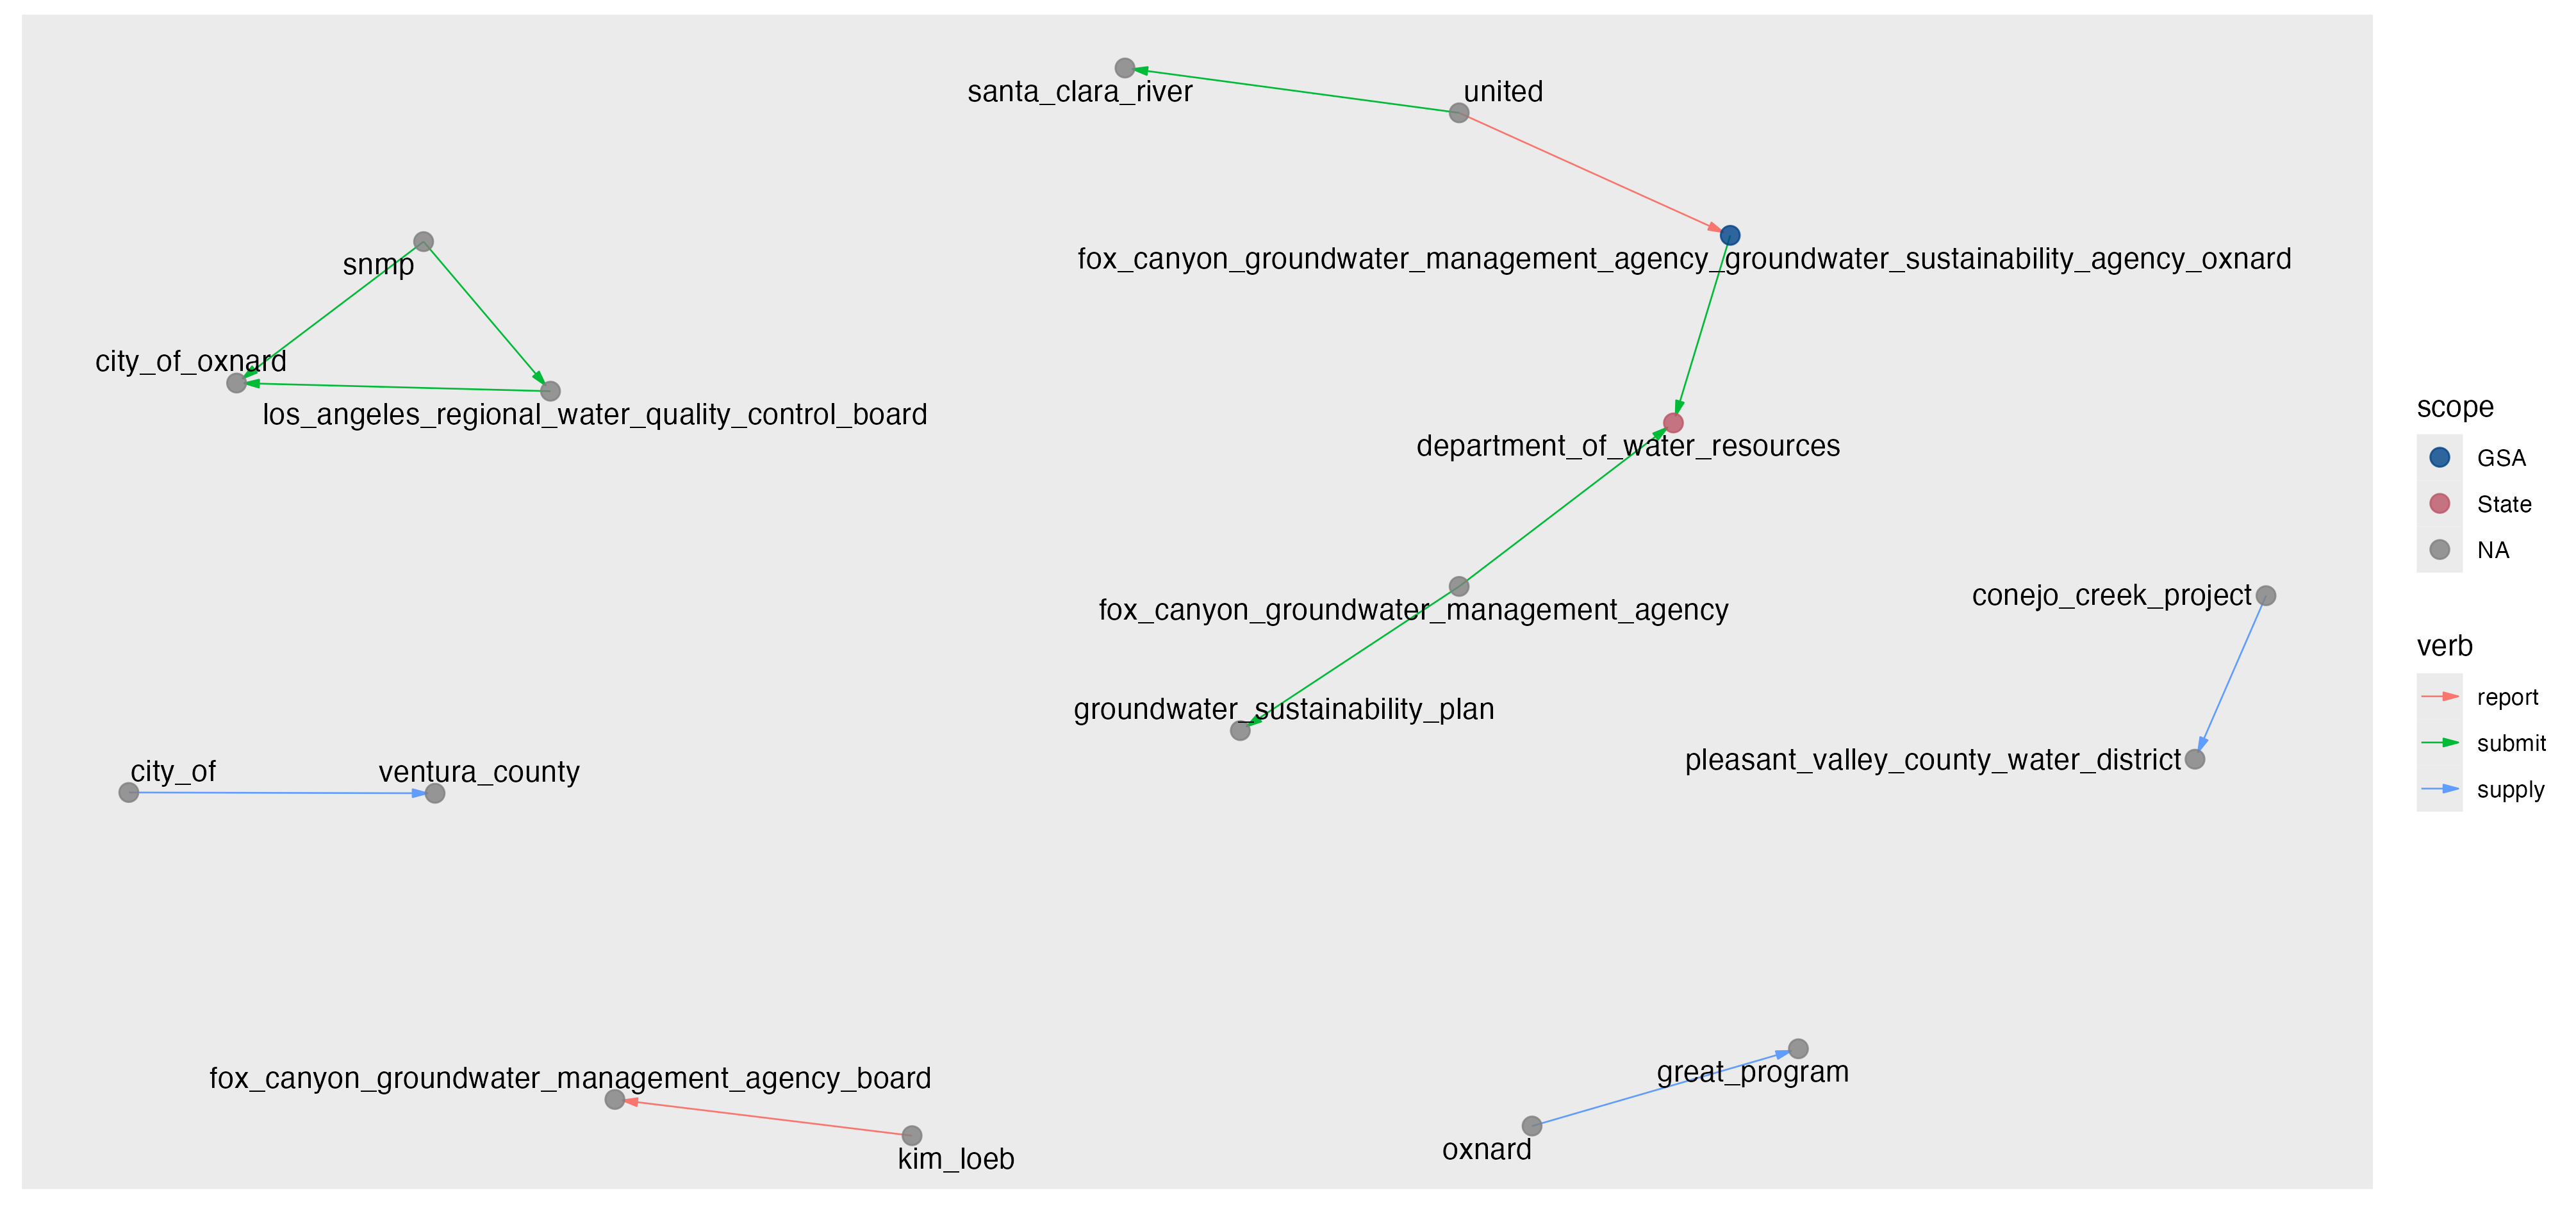 santa_clara_river
united
snmp
fox_canyon_groundwater_management_agency_groundwater_sustainability_agency_oxnard
city_of_oxnard
los_angeles_regional_water_quality_control_board
department_of_water_resources
conejo_creek_project
fox_canyon_groundwater_management_agency
groundwater_sustainability_plan
pleasant_valley_county_water_district
city_of
ventura_county
fox_canyon_groundwater_management_agency_board
great_program
oxnard
kim_loeb
scope
GSA
State
NA
verb
report
submit
supply